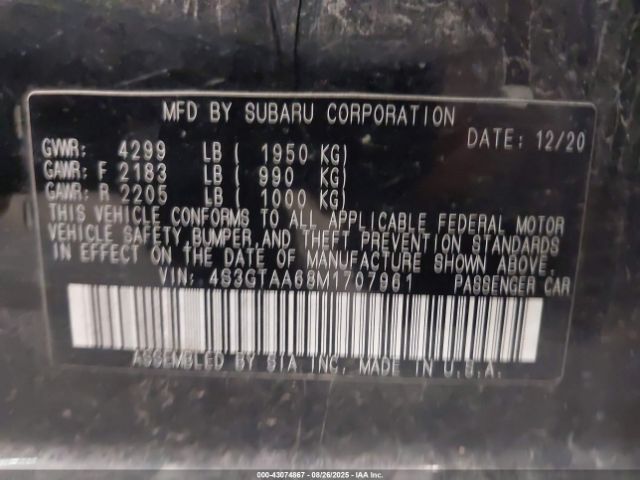 MFD BY SUBARU CORPORATION
DATE: 12/20
GVWR: 4299 LB ( 1950 KG)
GAWR: F 2183 LB ( 990 KG)
GAWR: R 2205 LB ( 1000 KG)
THIS VEHICLE CONFORMS TO ALL APPLICABLE FEDERAL MOTOR
VEHICLE SAFETY, BUMPER, AND THEFT PREVENTION STANDARDS
IN EFFECT ON THE DATE OF MANUFACTURE SHOWN ABOVE.
VIN: 4S3GTAA68M1707961 PASSENGER CAR
ASSEMBLED BY SIA INC, MADE IN U.S.A.
000-43074867 - 08/26/2025 - IAA Inc.